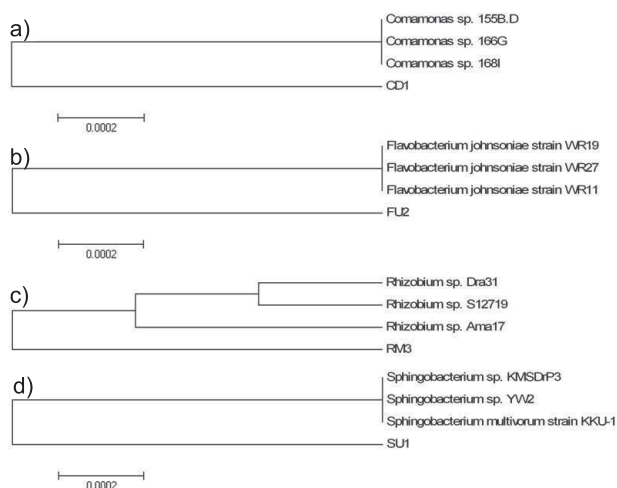 a)
Comamonas sp. 155B.D
Comamonas sp. 166G
Comamonas sp. 168I
CD1
0.0002
b)
Flavobacterium johnsoniae strain WR19
Flavobacterium johnsoniae strain WR27
Flavobacterium johnsoniae strain WR11
FU2
0.0002
c)
Rhizobium sp. Dra31
Rhizobium sp. S12719
Rhizobium sp. Ama17
RM3
d)
Sphingobacterium sp. KMSDrP3
Sphingobacterium sp. YW2
Sphingobacterium multivorum strain KKU-1
SU1
0.0002